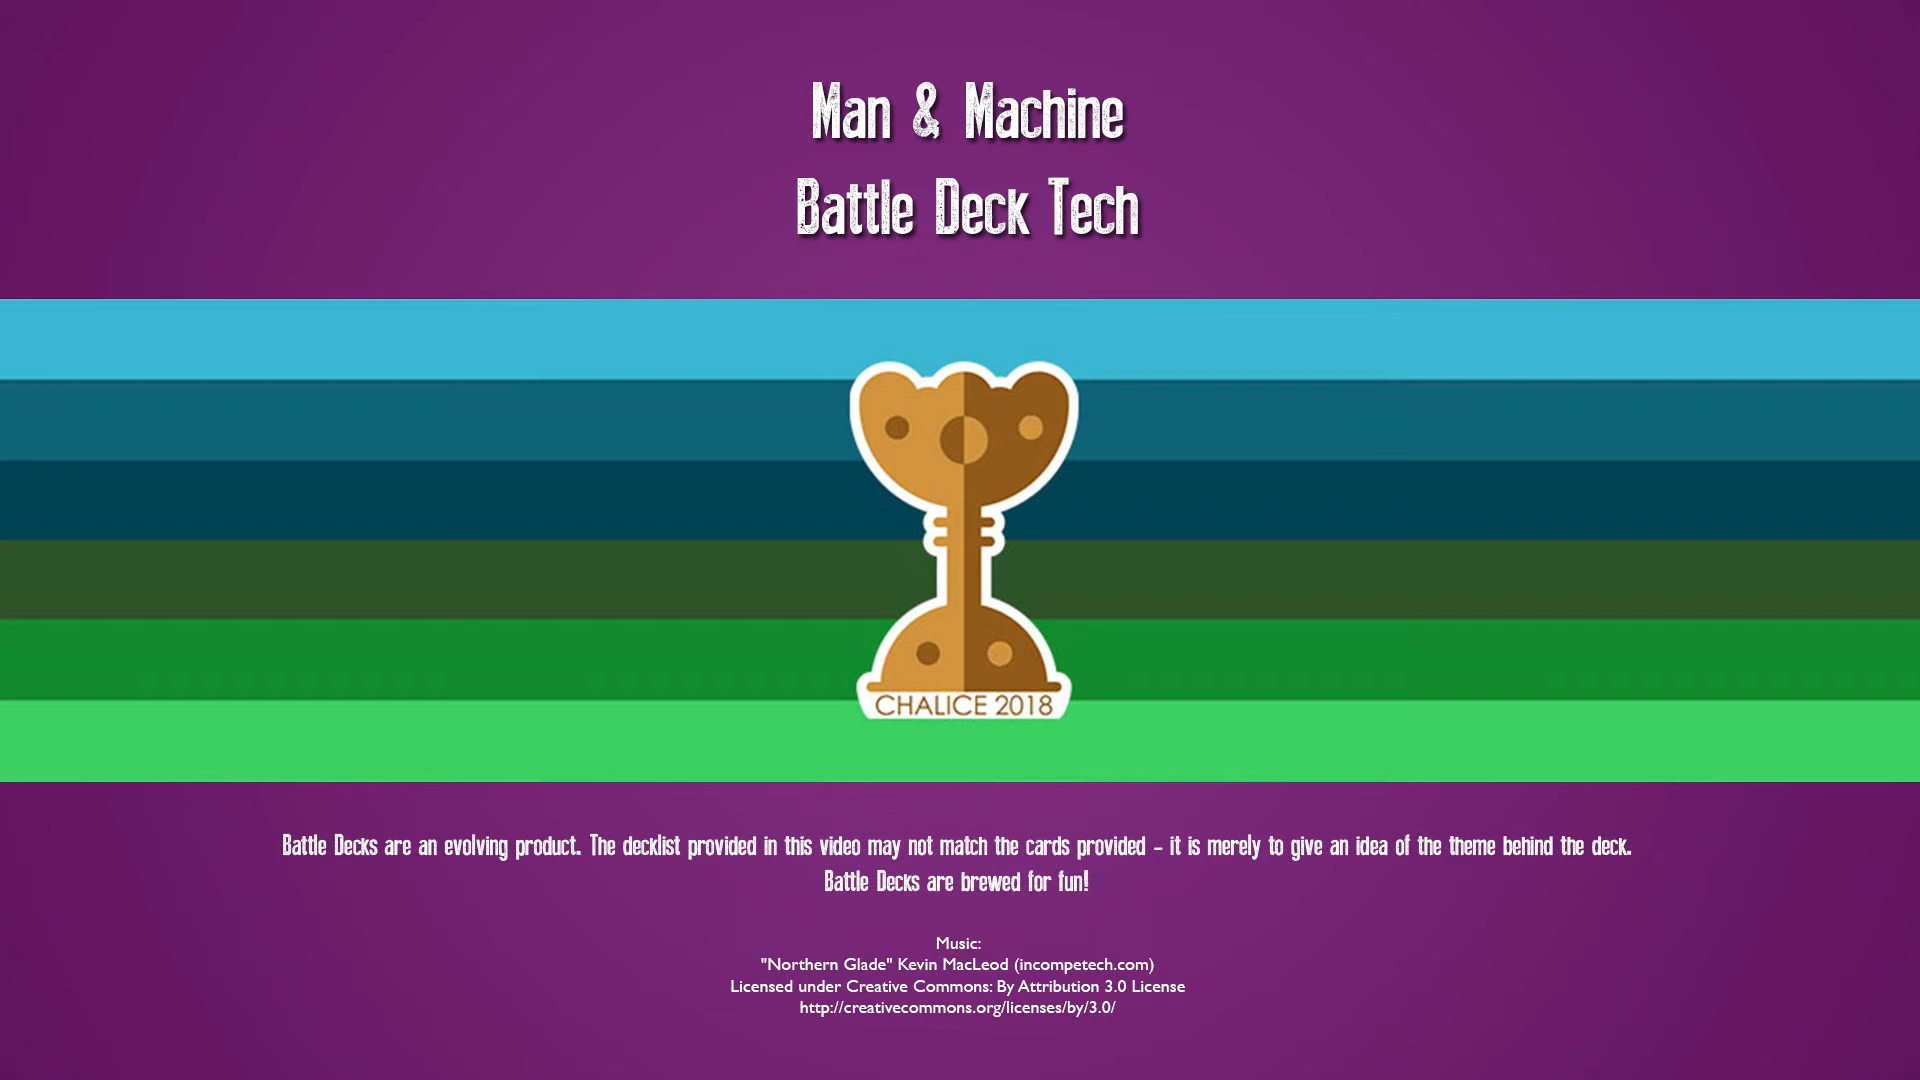 Man & Machine
Battle Deck Tech
CHALICE 2018
Battle Decks are an evolving product. The decklist provided in this video may not match the cards provided - it is merely to give an idea of the theme behind the deck.
Battle Decks are brewed for fun!
Music:
"Northern Glade" Kevin MacLeod (incompetech.com)
Licensed under Creative Commons: By Attribution 3.0 License
http://creativecommons.org/licenses/by/3.0/